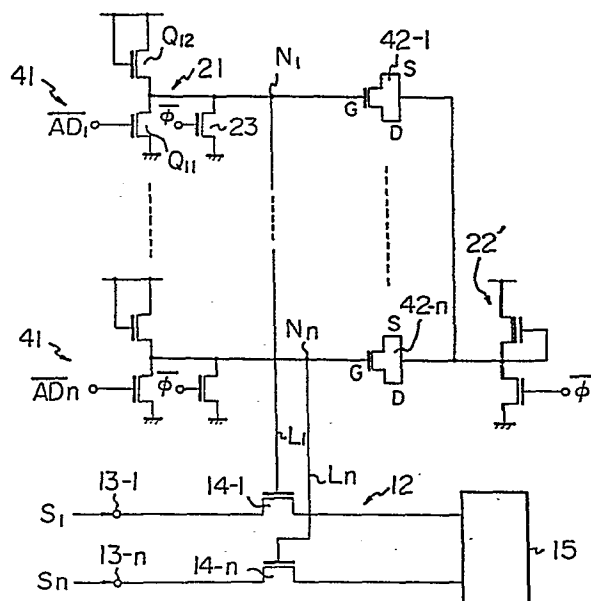 Q12
42-1
41
21
N1
S
G
D
AD1
φ
23
Q11
22'
42-n
41
Nn
S
G
D
ADn
φ
φ
L1
Ln
13-1
14-1
12
S1
13-n
14-n
15
Sn